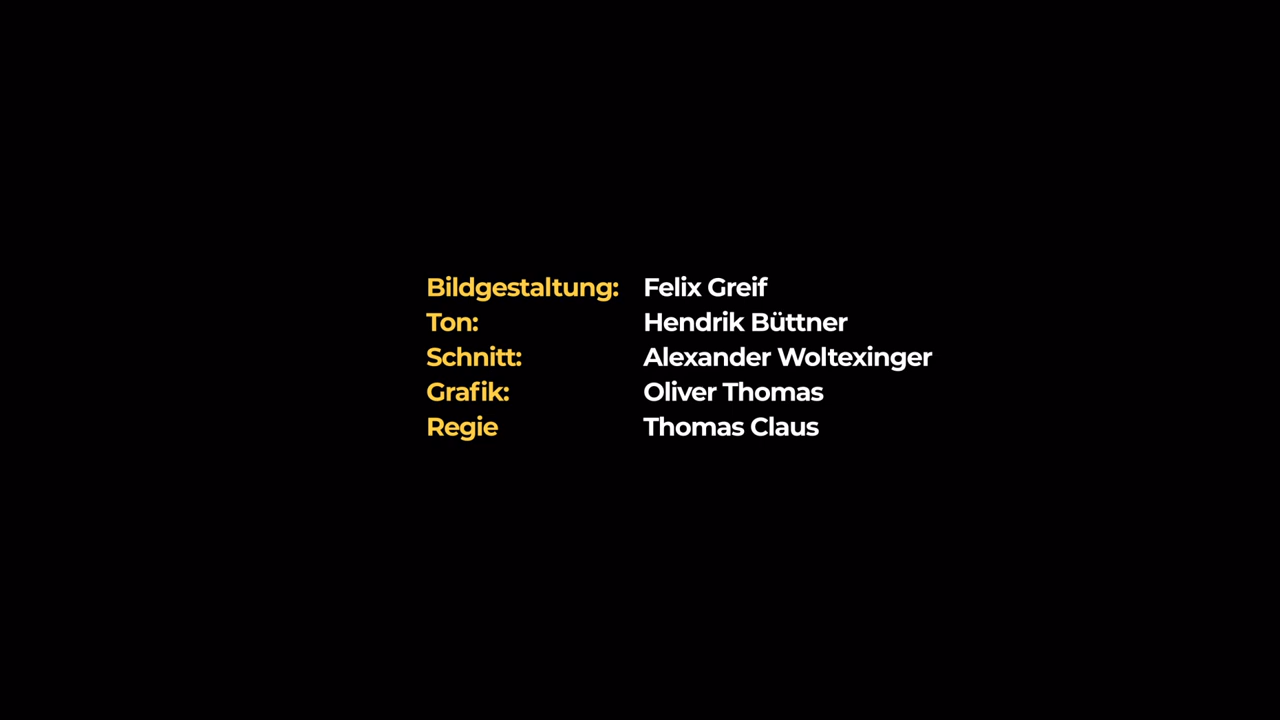 Bildgestaltung: Felix Greif
Ton: Hendrik Büttner
Schnitt: Alexander Woltexinger
Grafik: Oliver Thomas
Regie Thomas Claus